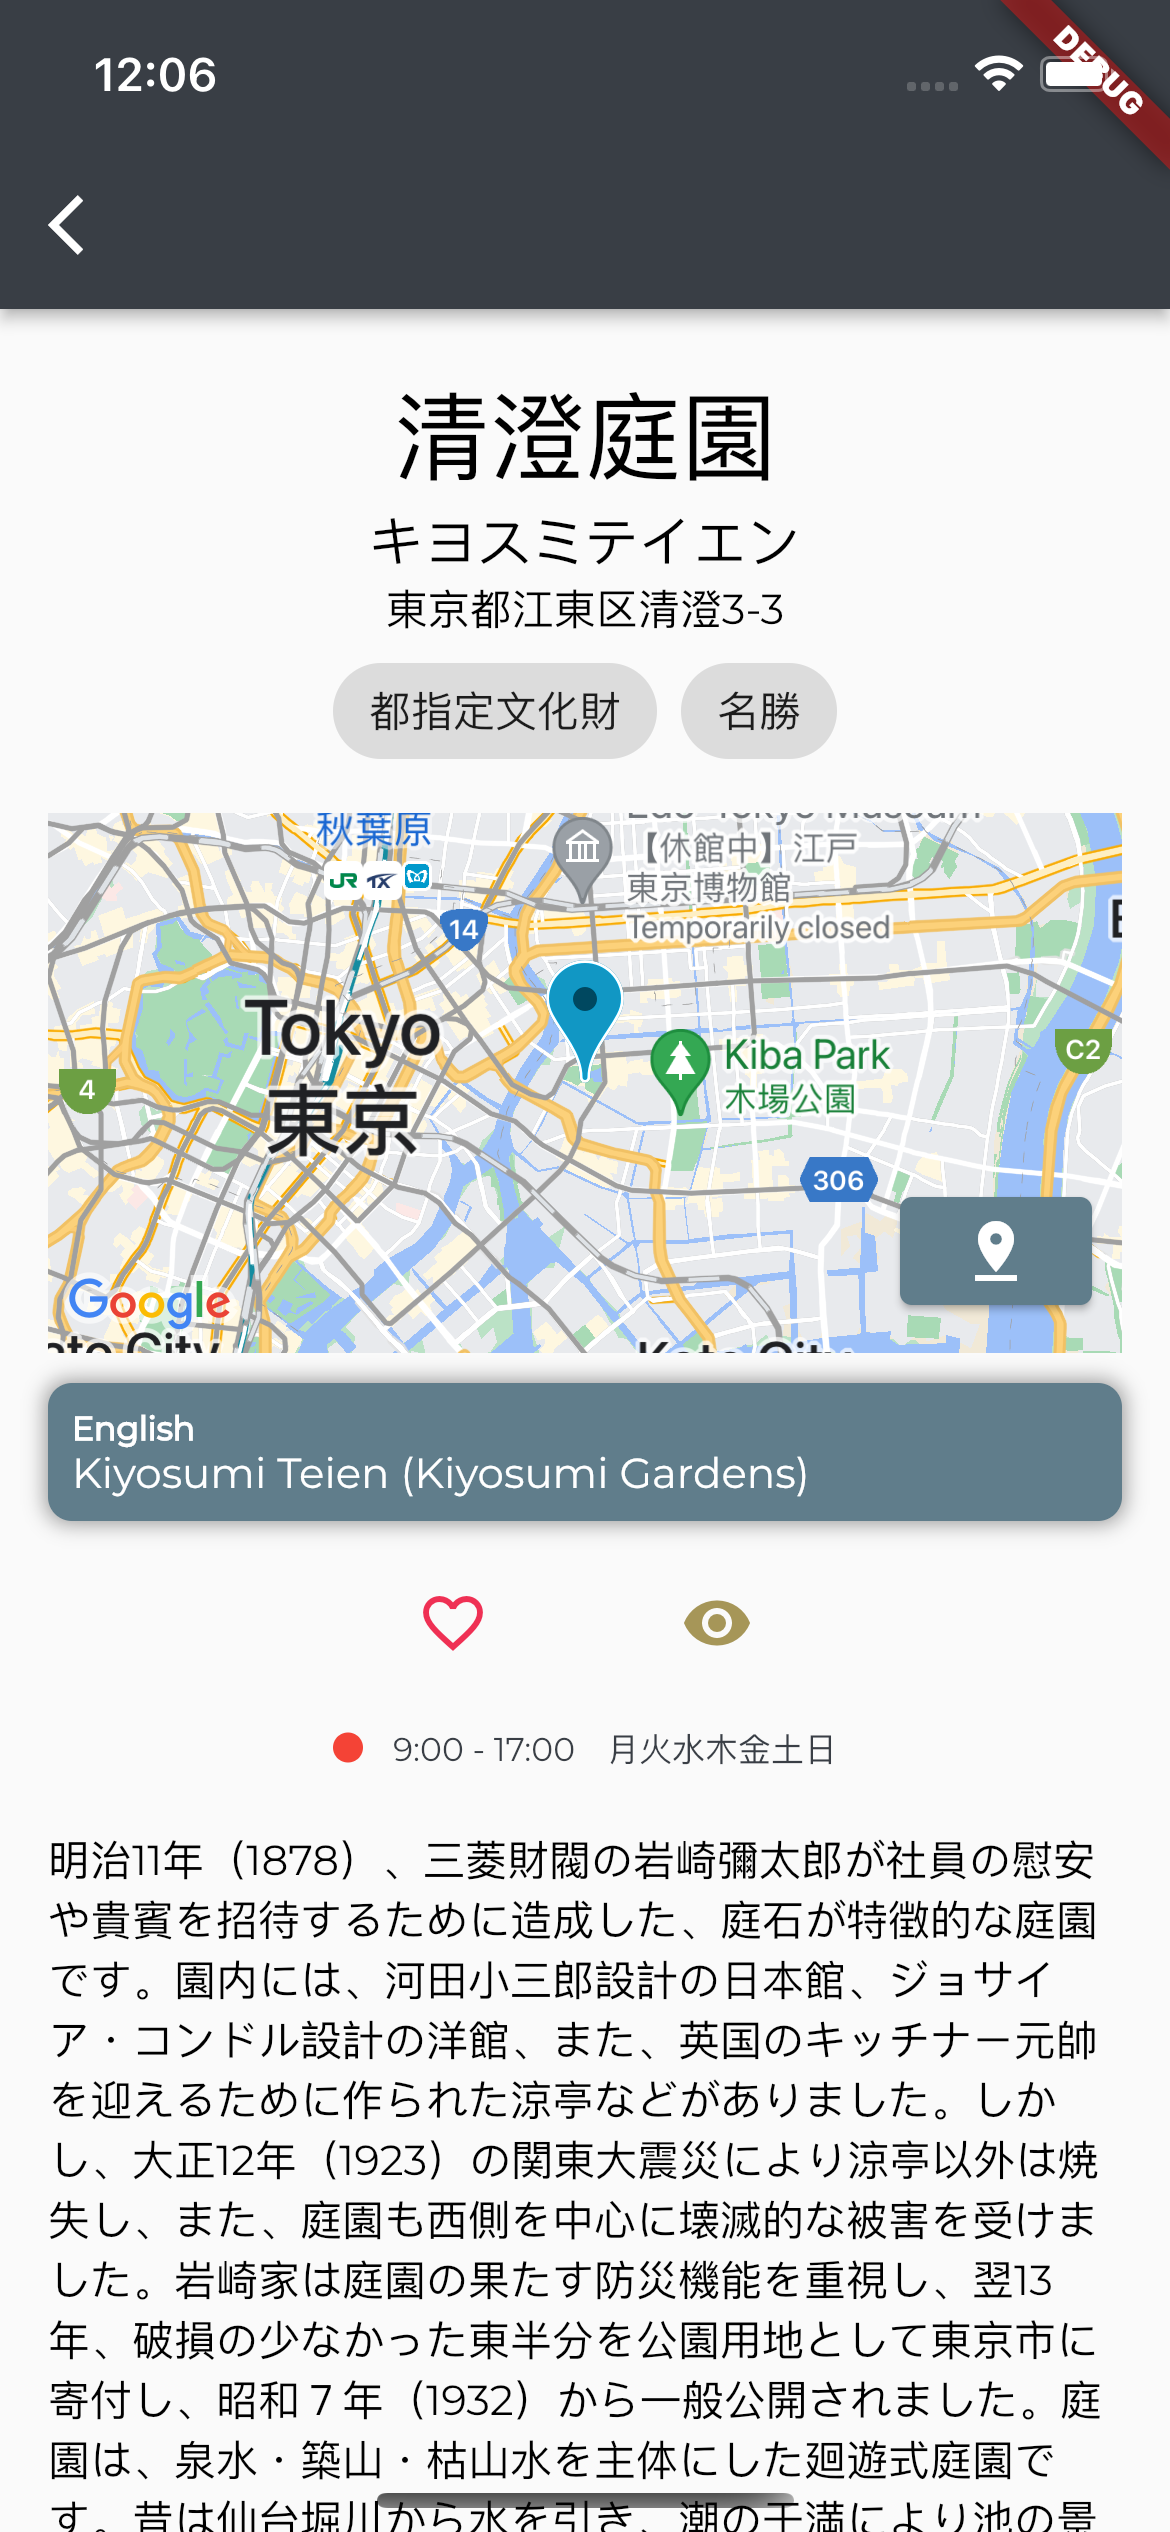 12:06
DEBUG
清澄庭園
キヨスミテイエン
東京都江東区清澄3-3
都指定文化財 名勝
秋葉原
JR TX
14
【休館中】江戸
東京博物館
Temporarily closed
Tokyo
東京
4
Kiba Park
木場公園
C2
306
Google
English
Kiyosumi Teien (Kiyosumi Gardens)
9:00 - 17:00 月火水木金土日
明治11年（1878）、三菱財閥の岩崎彌太郎が社員の慰安
や貴賓を招待するために造成した、庭石が特徴的な庭園
です。園内には、河田小三郎設計の日本館、ジョサイ
ア・コンドル設計の洋館、また、英国のキッチナー元帥
を迎えるために作られた涼亭などがありました。しか
し、大正12年（1923）の関東大震災により涼亭以外は焼
失し、また、庭園も西側を中心に壊滅的な被害を受けま
した。岩崎家は庭園の果たす防災機能を重視し、翌13
年、破損の少なかった東半分を公園用地として東京市に
寄付し、昭和７年（1932）から一般公開されました。庭
園は、泉水・築山・枯山水を主体にした廻遊式庭園で
す。昔は仙台堀川から水を引き、潮の干満により池の景